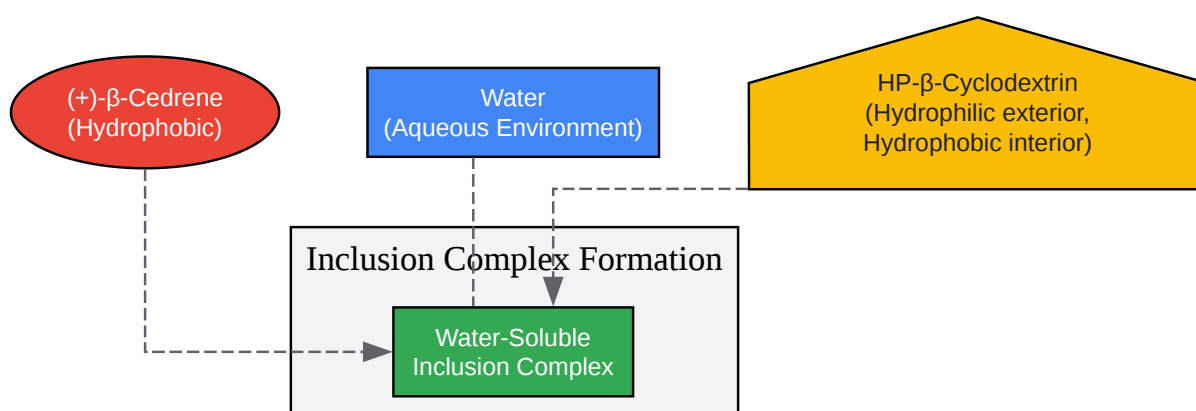 (+)-β-Cedrene
(Hydrophobic)
Water
(Aqueous Environment)
HP-β-Cyclodextrin
(Hydrophilic exterior,
Hydrophobic interior)
Inclusion Complex Formation
Water-Soluble
Inclusion Complex